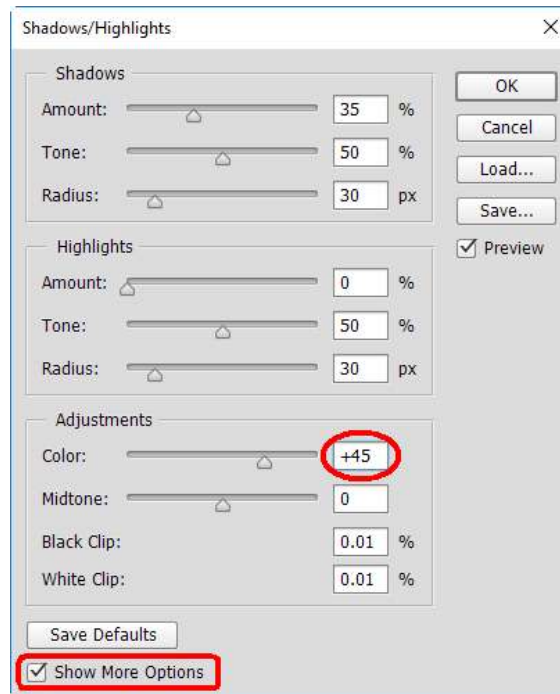 Shadows/Highlights
Shadows
Amount: 35 %
Tone: 50 %
Radius: 30 px
Highlights
Amount: 0 %
Tone: 50 %
Radius: 30 px
Adjustments
Color: +45
Midtone: 0
Black Clip: 0.01 %
White Clip: 0.01 %
Save Defaults
Show More Options
OK
Cancel
Load...
Save...
Preview